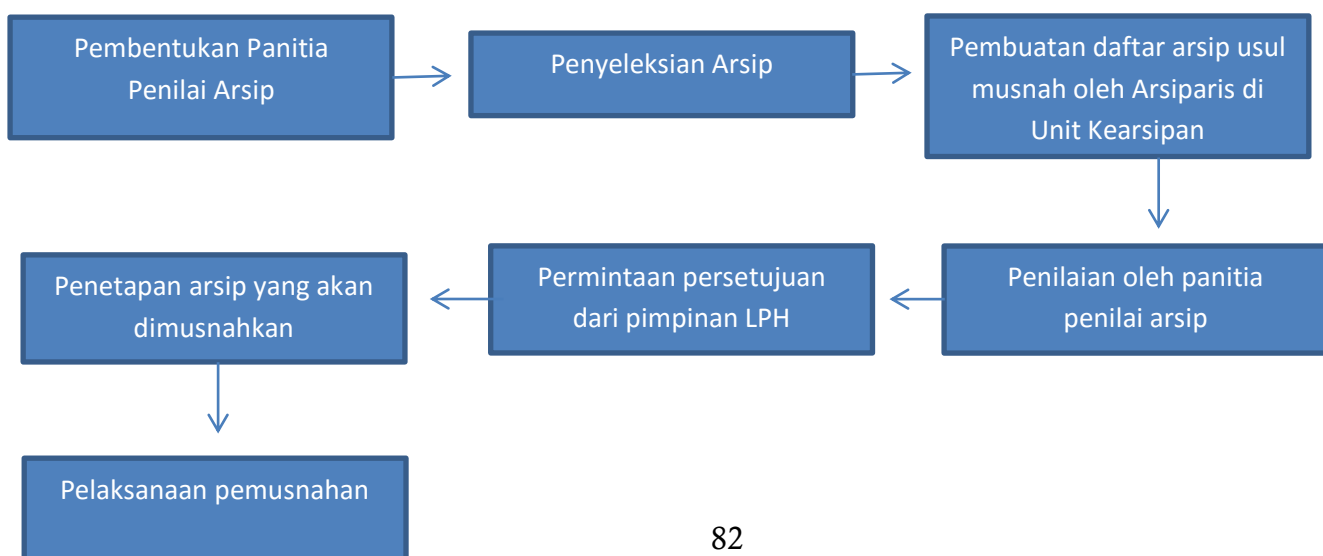 Pembentukan Panitia
Penilai Arsip
Penyeleksian Arsip
Pembuatan daftar arsip usul
musnah oleh Arsiparis di
Unit Kearsipan
Penilaian oleh panitia
penilai arsip
Permintaan persetujuan
dari pimpinan LPH
Penetapan arsip yang akan
dimusnahkan
Pelaksanaan pemusnahan
82